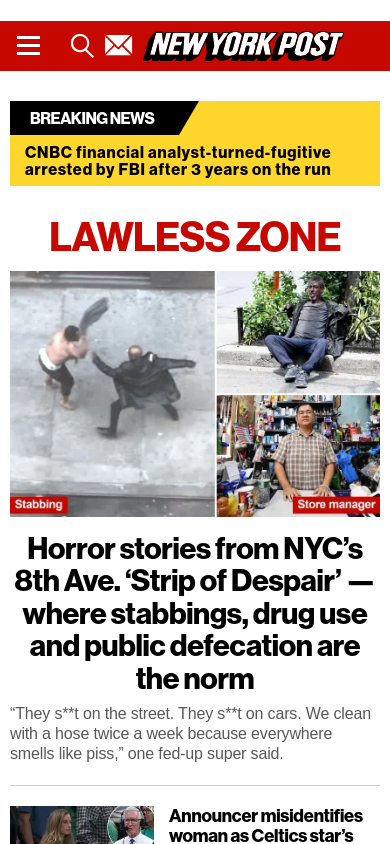 NEW YORK POST
BREAKING NEWS
CNBC financial analyst-turned-fugitive
arrested by FBI after 3 years on the run
LAWLESS ZONE
Stabbing
Store manager
Horror stories from NYC’s
8th Ave. ‘Strip of Despair’ —
where stabbings, drug use
and public defecation are
the norm
“They s**t on the street. They s**t on cars. We clean
with a hose twice a week because everywhere
smells like piss,” one fed-up super said.
Announcer misidentifies
woman as Celtics star’s